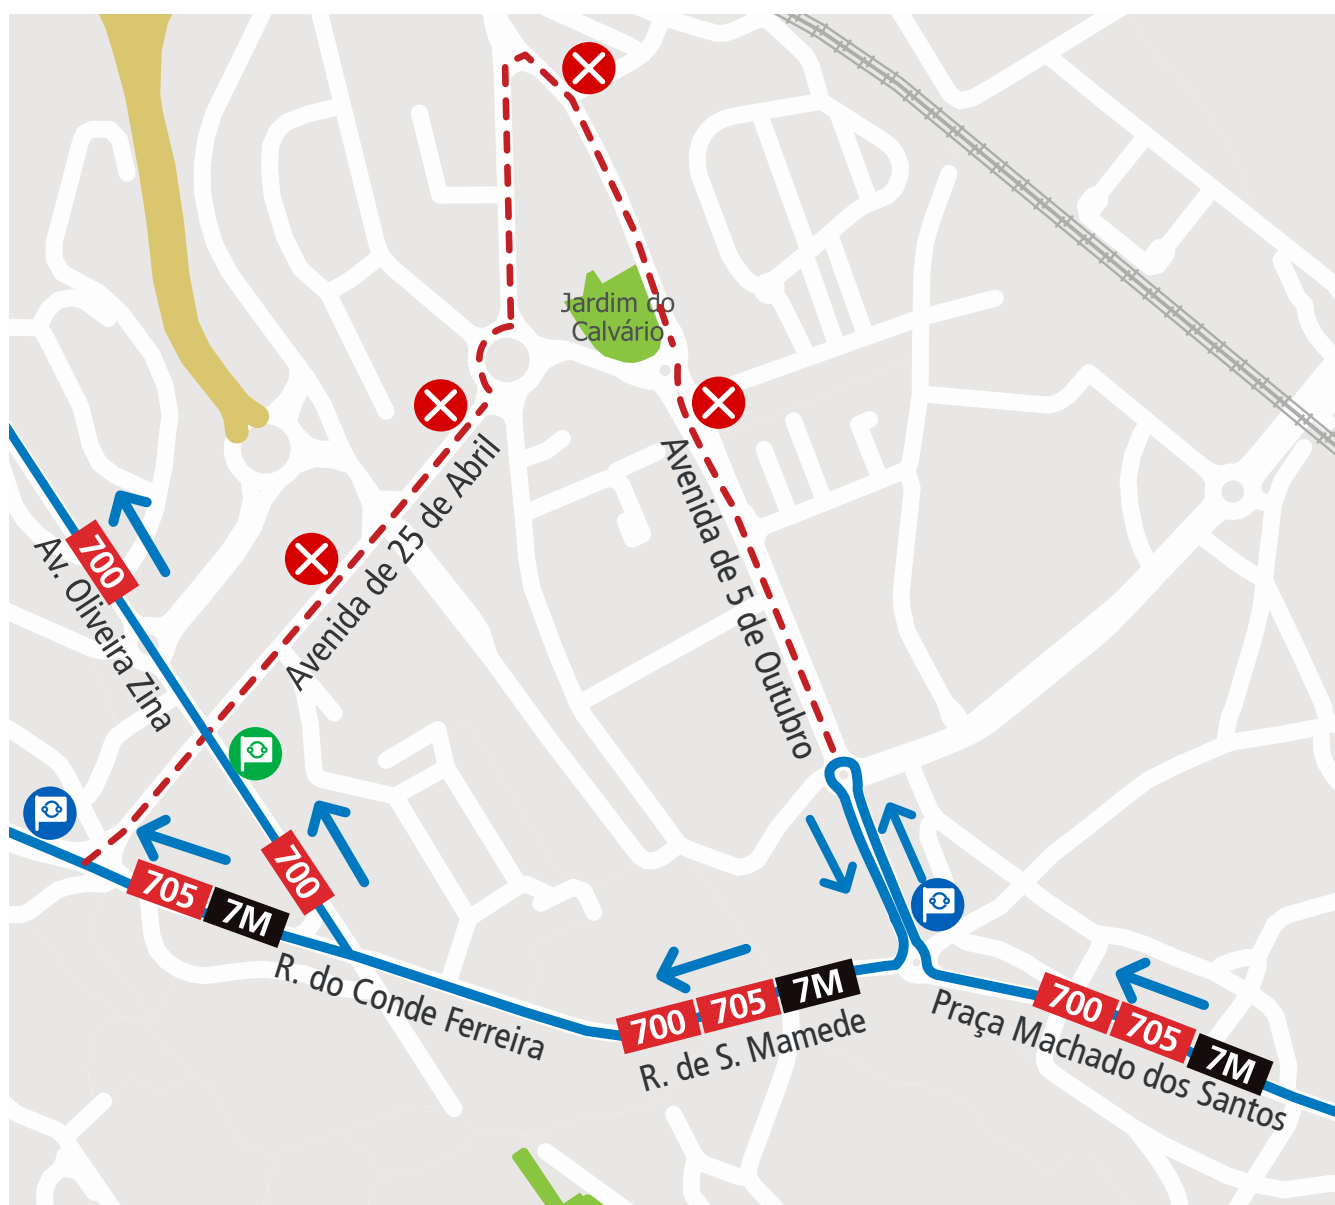 Jardim do
Calvário
Avenida de 25 de Abril
Avenida de 5 de Outubro
700
Av. Oliveira Zina
700
705 7M
R. do Conde Ferreira
700 705 7M
R. de S. Mamede
700 705 7M
Praça Machado dos Santos